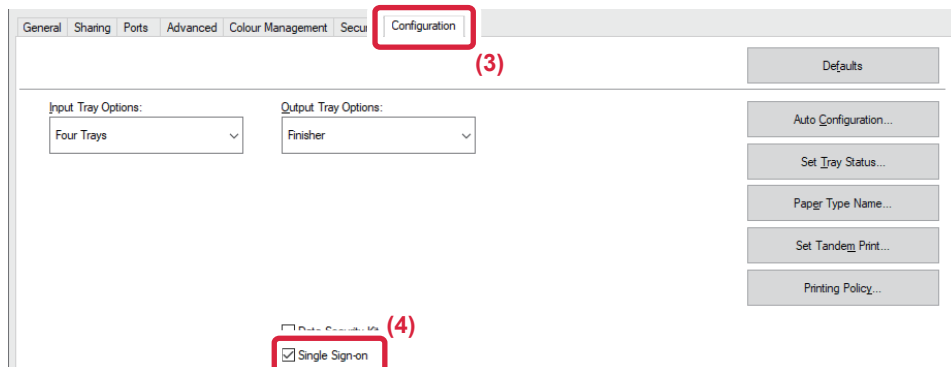 General Sharing Ports Advanced Colour Management Configuration
(3)
Defaults
Input Tray Options: Output Tray Options:
Four Trays Finisher
Auto Configuration...
Set Tray Status...
Paper Type Name...
Set Tandem Print...
Printing Policy...
(4)
Single Sign-on